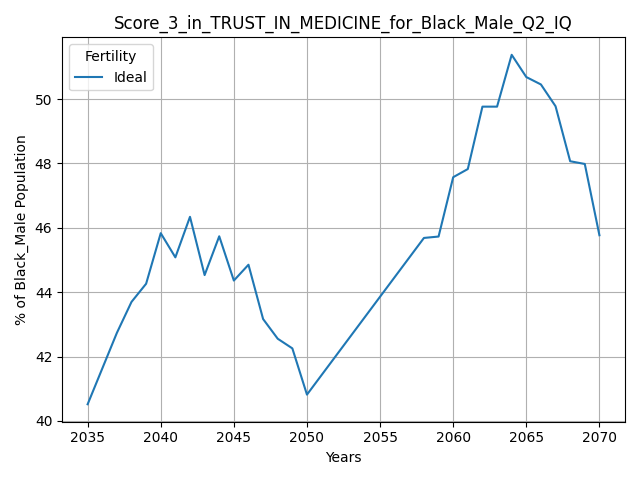 Score_3_in_TRUST_IN_MEDICINE_for_Black_Male_Q2_IQ
Fertility
Ideal
% of Black_Male Population
50
48
46
44
42
40
2035 2040 2045 2050 2055 2060 2065 2070
Years